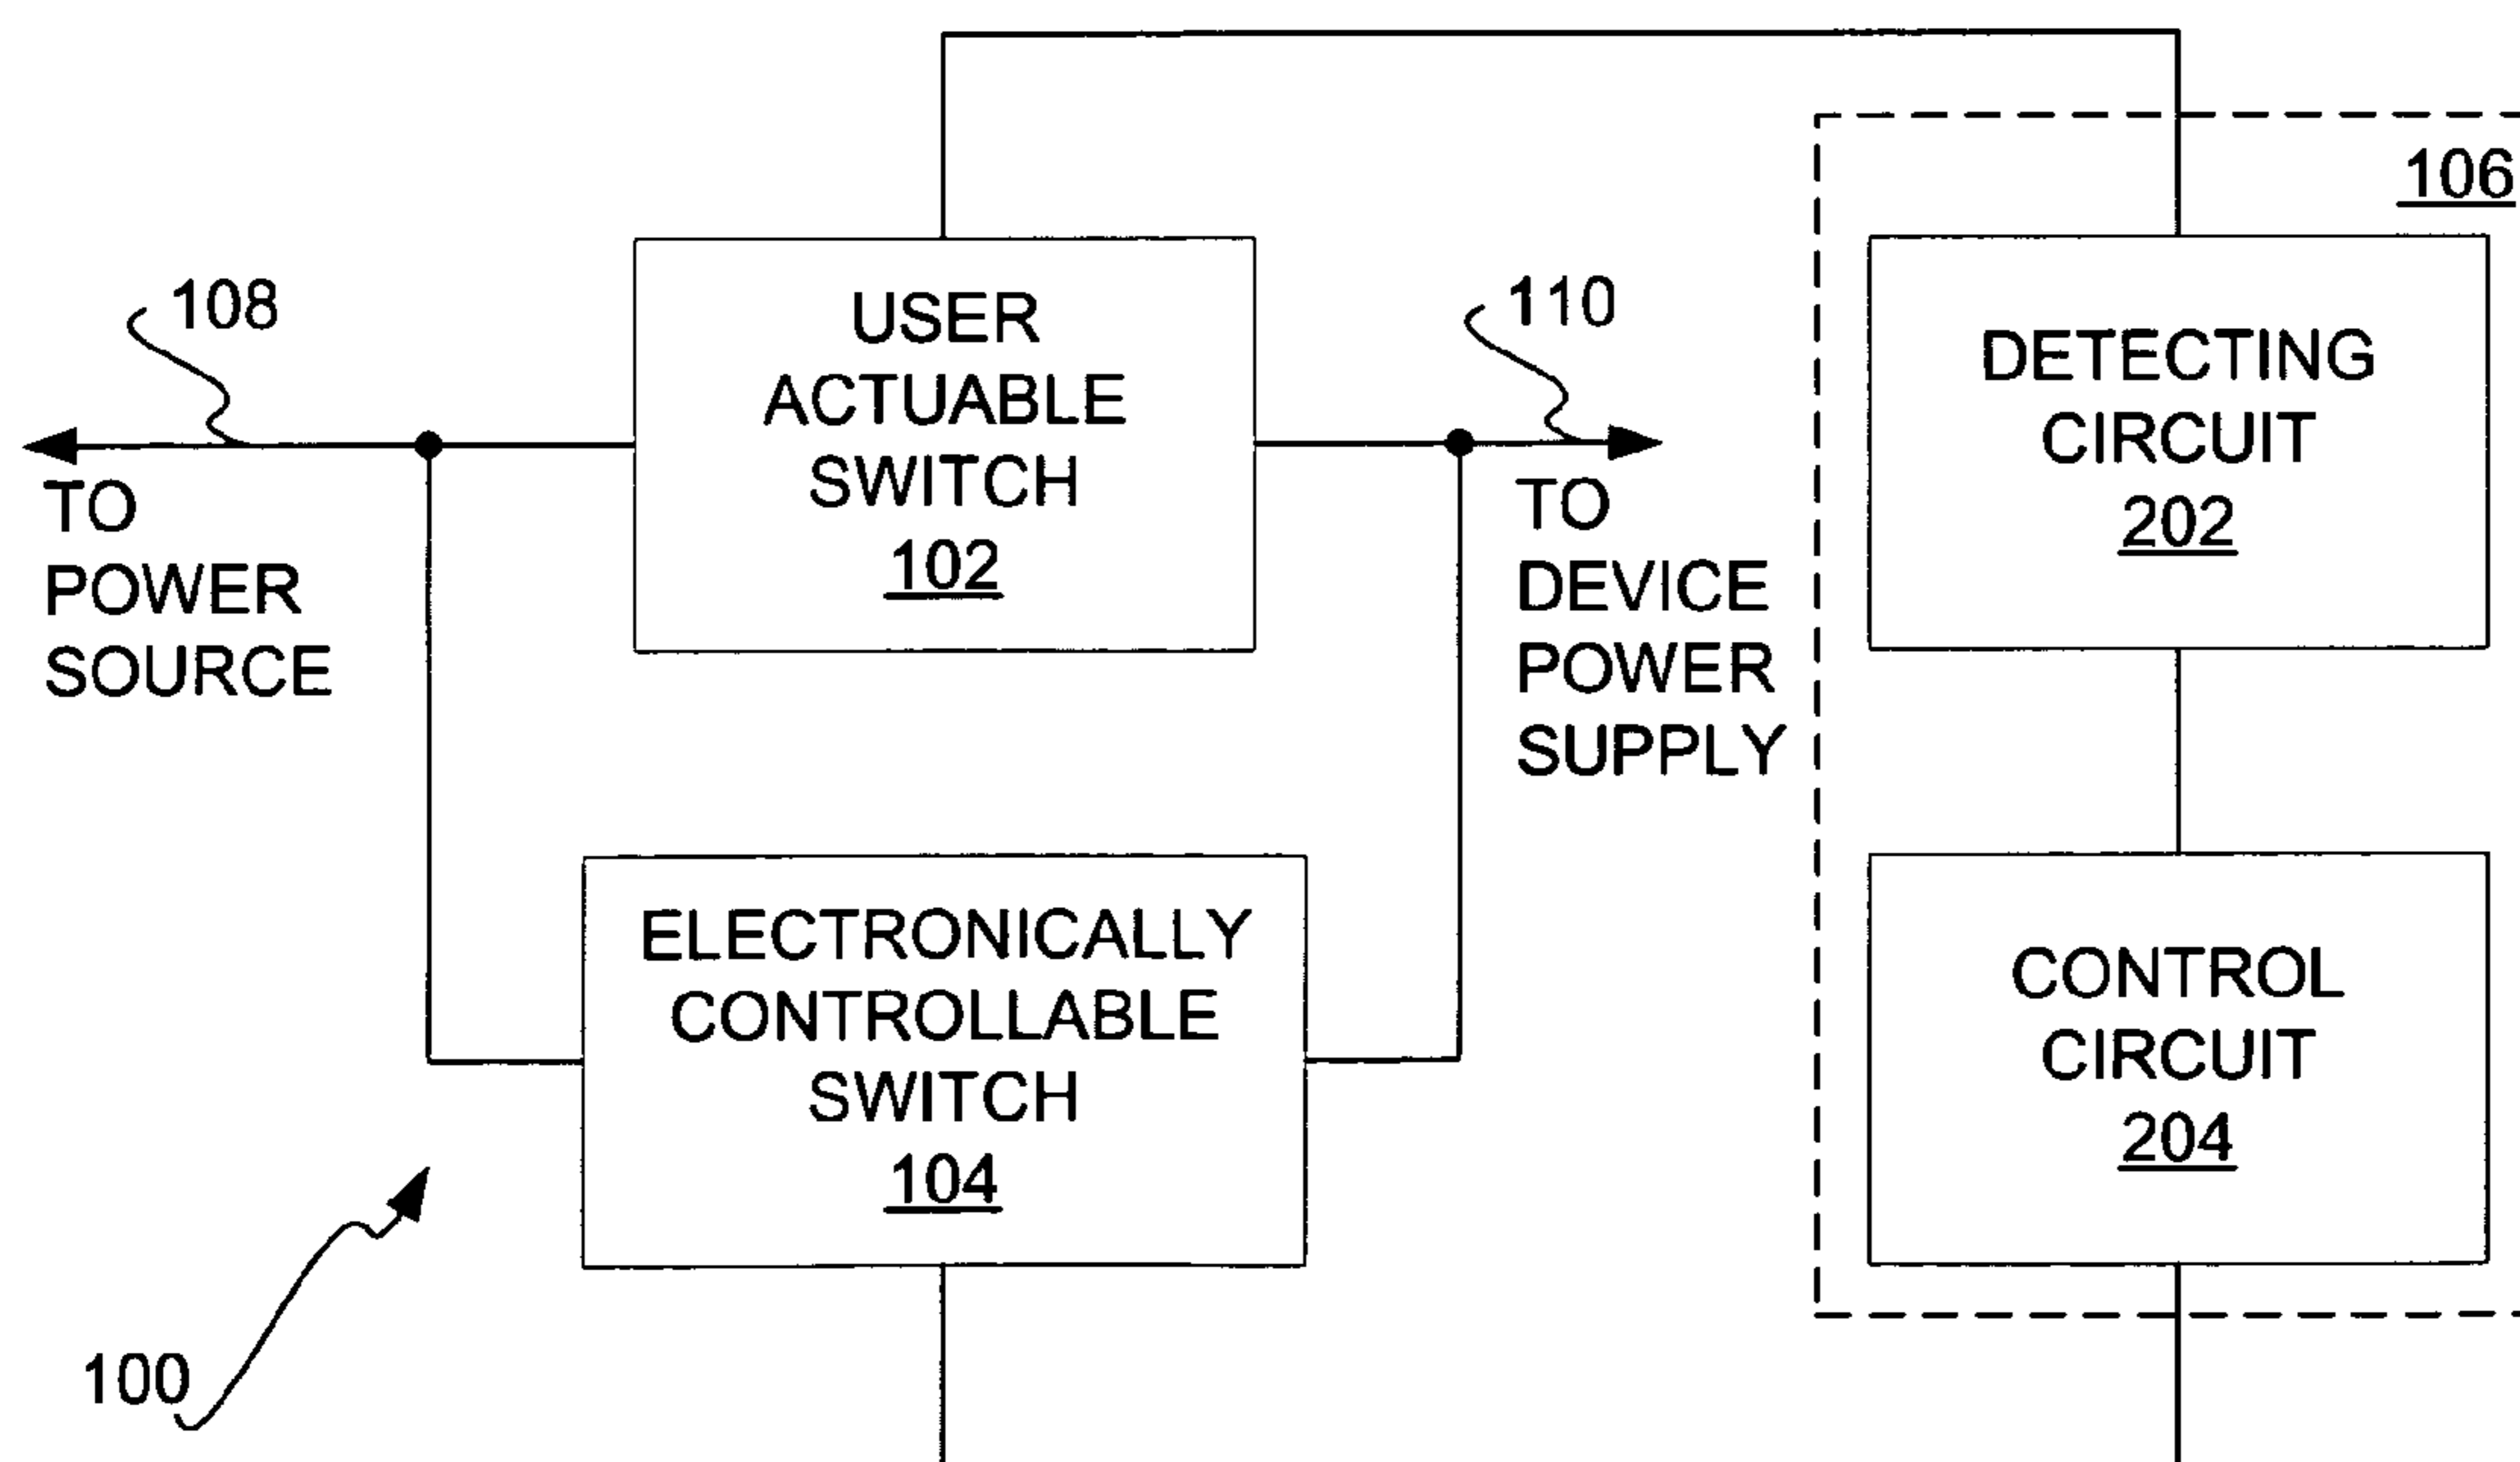 106
108
USER
ACTUABLE
SWITCH
102
110
DETECTING
CIRCUIT
202
TO
POWER
SOURCE
TO
DEVICE
POWER
SUPPLY
ELECTRONICALLY
CONTROLLABLE
SWITCH
104
CONTROL
CIRCUIT
204
100